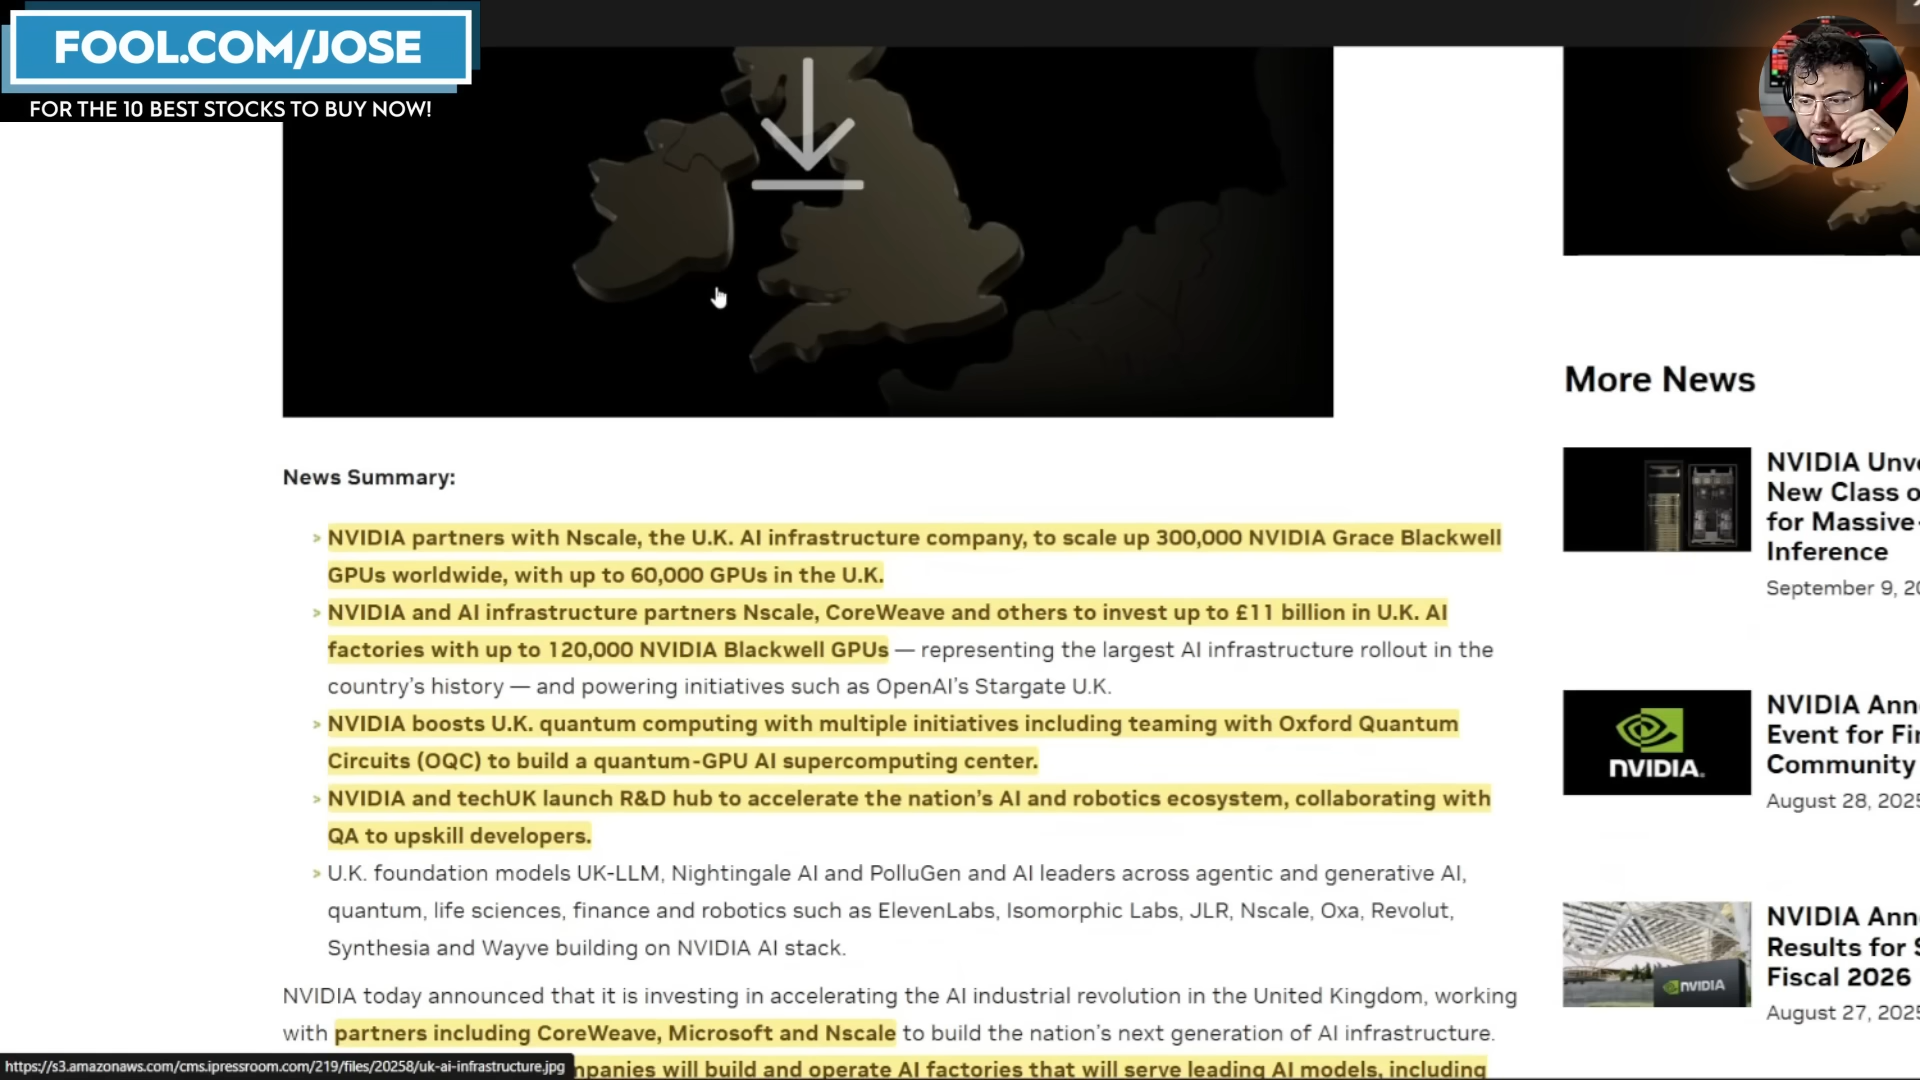 FOOL.COM/JOSE
FOR THE 10 BEST STOCKS TO BUY NOW!
News Summary:
NVIDIA partners with Nscale, the U.K. AI infrastructure company, to scale up 300,000 NVIDIA Grace Blackwell
GPUs worldwide, with up to 60,000 GPUs in the U.K.
NVIDIA and AI infrastructure partners Nscale, CoreWeave and others to invest up to £11 billion in U.K. AI
factories with up to 120,000 NVIDIA Blackwell GPUs — representing the largest AI infrastructure rollout in the
country’s history — and powering initiatives such as OpenAI’s Stargate U.K.
NVIDIA boosts U.K. quantum computing with multiple initiatives including teaming with Oxford Quantum
Circuits (OQC) to build a quantum-GPU AI supercomputing center.
NVIDIA and techUK launch R&D hub to accelerate the nation’s AI and robotics ecosystem, collaborating with
QA to upskill developers.
U.K. foundation models UK-LLM, Nightingale AI and PolluGen and AI leaders across agentic and generative AI,
quantum, life sciences, finance and robotics such as ElevenLabs, Isomorphic Labs, JLR, Nscale, Oxa, Revolut,
Synthesia and Wayve building on NVIDIA AI stack.
NVIDIA today announced that it is investing in accelerating the AI industrial revolution in the United Kingdom, working
with partners including CoreWeave, Microsoft and Nscale to build the nation’s next generation of AI infrastructure.
will build and operate AI factories that will serve leading AI models, including
https://s3.amazonaws.com/cms.ipressroom.com/219/files/20258/uk-ai-infrastructure.jpg
More News
NVIDIA
New Class
for Massive-
Inference
September 9,
NVIDIA
NVIDIA
Event for
Community
August 28,
NVIDIA
NVIDIA
Results for
Fiscal 2026
August 27,